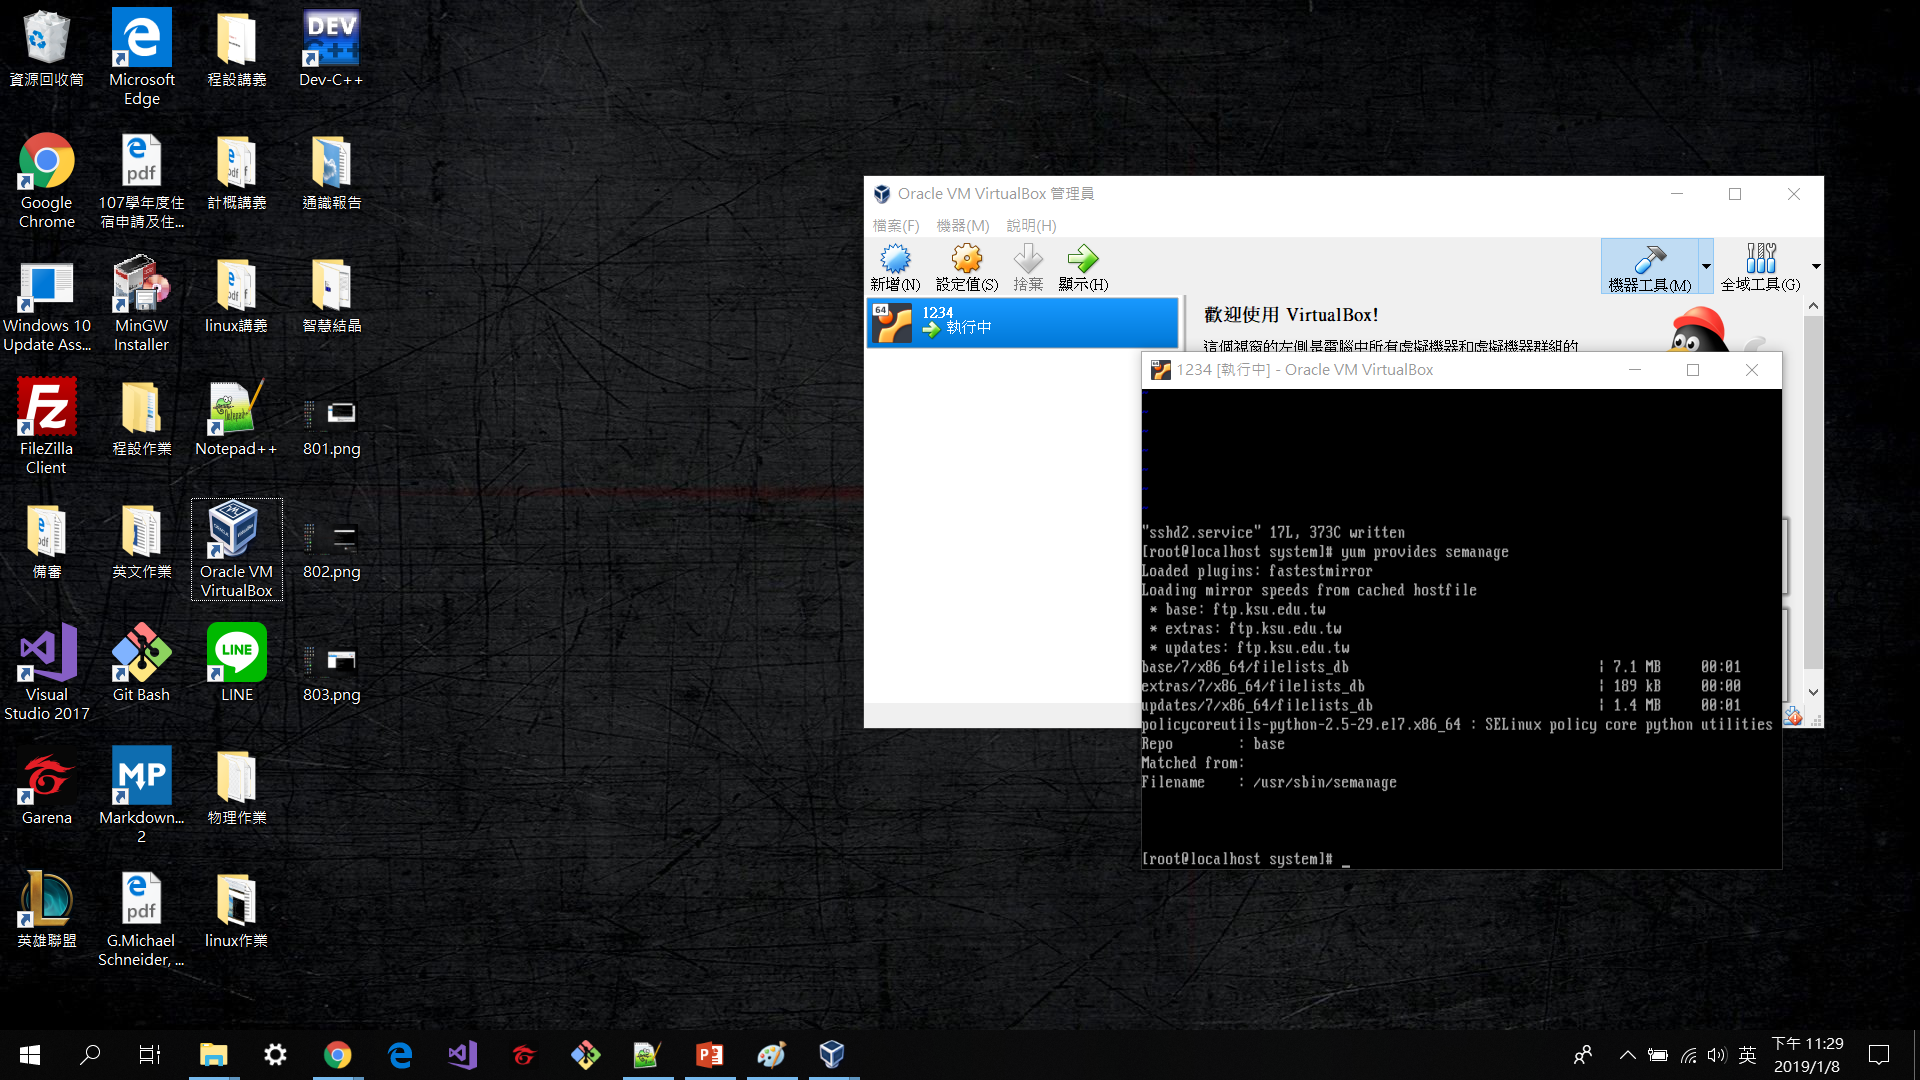 資源回收筒
Microsoft
Edge
程設講義
DEV
C++
Dev-C++
Google
Chrome
pdf
107學年度住
宿申請及住...
計概講義
通識報告
Windows 10
Update Ass...
MinGW
Installer
linux講義
智慧結晶
FileZilla
Client
程設作業
Notepad++
801.png
備審
英文作業
Oracle VM
VirtualBox
802.png
Visual
Studio 2017
Git Bash
LINE
LINE
803.png
Garena
Markdown...
2
物理作業
英雄聯盟
pdf
G.Michael
Schneider, ...
linux作業
Oracle VM VirtualBox 管理員
檔案(F) 機器(M) 說明(H)
新增(N) 設定值(S) 捨棄 顯示(H)
機器工具(M) 全域工具(G)
64
1234
執行中
歡迎使用 VirtualBox!
這個視窗的左側是電腦中所有虛擬機器和虛擬機器群組的
1234 [執行中] - Oracle VM VirtualBox
"sshd2.service" 17L, 373C written
[root@localhost system]# yum provides semanage
Loaded plugins: fastestmirror
Loading mirror speeds from cached hostfile
* base: ftp.ksu.edu.tw
* extras: ftp.ksu.edu.tw
* updates: ftp.ksu.edu.tw
base/7/x86_64/filelists_db | 7.1 MB 00:01
extras/7/x86_64/filelists_db | 189 kB 00:00
updates/7/x86_64/filelists_db | 1.4 MB 00:01
policycoreutils-python-2.5-29.el7.x86_64 : SELinux policy core python utilities
Repo : base
Matched from:
Filename : /usr/sbin/semanage
[root@localhost system]# _
英
下午 11:29
2019/1/8